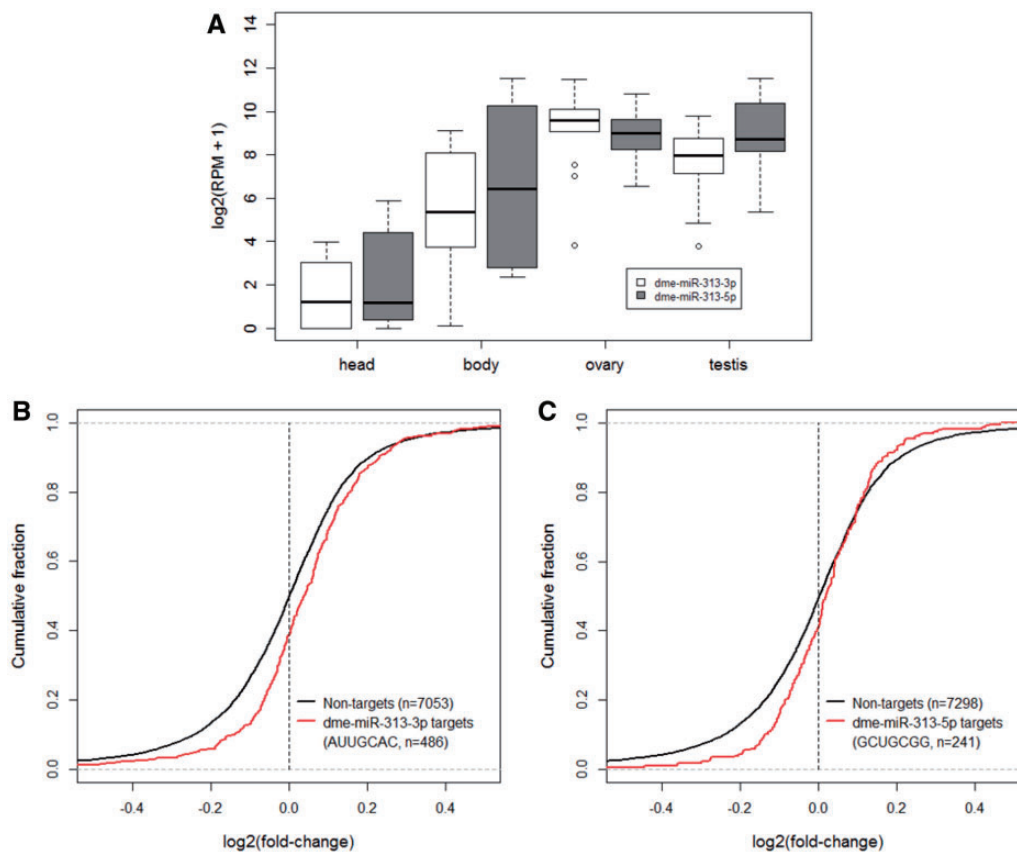 A
log2(RPM + 1)
14
12
10
8
6
4
2
0
dme-miR-313-3p
dme-miR-313-5p
head body ovary testis
B
Cumulative fraction
1.0
0.8
0.6
0.4
0.2
0.0
Non-targets (n=7053)
dme-miR-313-3p targets
(AUUGCAC, n=486)
-0.4 -0.2 0.0 0.2 0.4
log2(fold-change)
C
Cumulative fraction
1.0
0.8
0.6
0.4
0.2
0.0
Non-targets (n=7298)
dme-miR-313-5p targets
(GCUGCGG, n=241)
-0.4 -0.2 0.0 0.2 0.4
log2(fold-change)